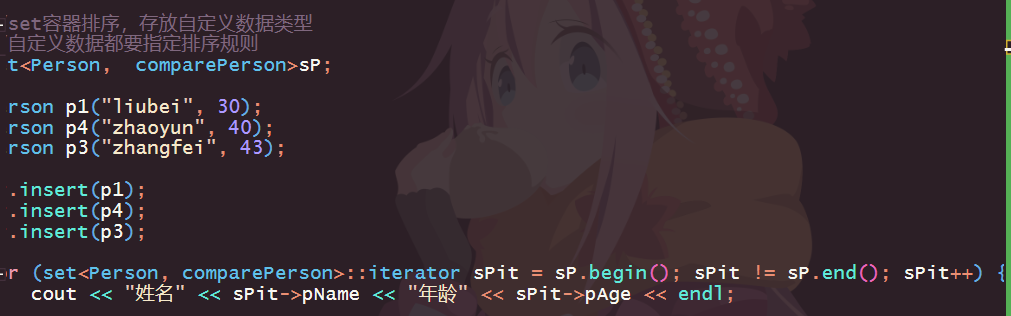 set容器排序，存放自定义数据类型
自定义数据都要指定排序规则
t<Person,  comparePerson>sP;
rson p1("liubei", 30);
rson p4("zhaoyun", 40);
rson p3("zhangfei", 43);
.insert(p1);
.insert(p4);
.insert(p3);
r (set<Person, comparePerson>::iterator sPit = sP.begin(); sPit != sP.end(); sPit++) {
cout << "姓名" << sPit->pName << "年龄" << sPit->pAge << endl;